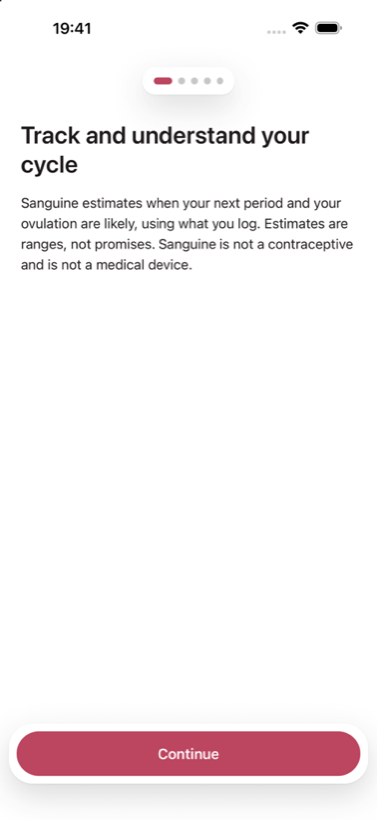 19:41
Track and understand your
cycle
Sanguine estimates when your next period and your
ovulation are likely, using what you log. Estimates are
ranges, not promises. Sanguine is not a contraceptive
and is not a medical device.
Continue